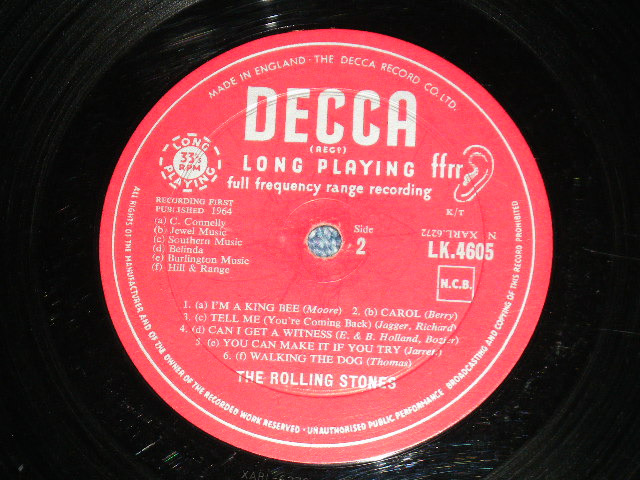 MADE IN ENGLAND · THE DECCA RECORD CO. LTD.
DECCA
(REGD)
LONG PLAYING
ffrr
full frequency range recording
LONG PLAYING
33⅓ RPM
K/T
RECORDING FIRST
PUBLISHED 1964
(a) C. Connelly
(b) Jewel Music
(c) Southern Music
(d) Belinda
(e) Burlington Music
(f) Hill & Range
Side
2
N XARL.6272
LK.4605
N.C.B.
1. (a) I'M A KING BEE (Moore) 2. (b) CAROL (Berry)
3. (c) TELL ME (You're Coming Back) (Jagger, Richard)
4. (d) CAN I GET A WITNESS (E. & B. Holland, Bozier)
5. (e) YOU CAN MAKE IT IF YOU TRY (Jarret)
6. (f) WALKING THE DOG (Thomas)
THE ROLLING STONES
ALL RIGHTS OF THE MANUFACTURER AND OF THE OWNER OF THE RECORDED WORK RESERVED · UNAUTHORISED PUBLIC PERFORMANCE BROADCASTING AND COPYING OF THIS RECORD PROHIBITED